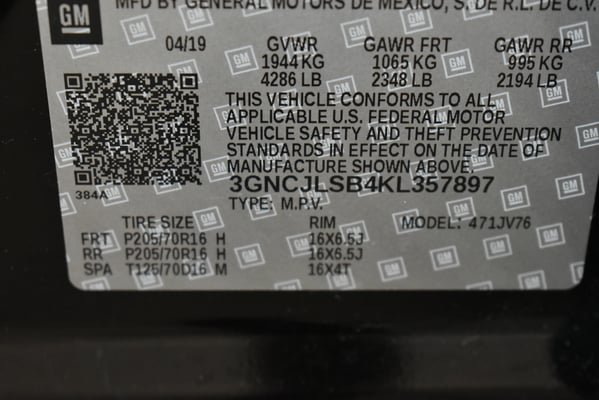 MFD BY GENERAL MOTORS DE MEXICO, S. DE R.L. DE C.V.
GM
04/19 GVWR GAWR FRT GAWR RR
1944 KG 1065 KG 995 KG
4286 LB 2348 LB 2194 LB
THIS VEHICLE CONFORMS TO ALL
APPLICABLE U.S. FEDERAL MOTOR
VEHICLE SAFETY AND THEFT PREVENTION
STANDARDS IN EFFECT ON THE DATE OF
MANUFACTURE SHOWN ABOVE.
3GNCJLSB4KL357897
384A
TYPE: M.P.V.
TIRE SIZE RIM MODEL: 471JV76
FRT P205/70R16 H 16X6.5J
RR P205/70R16 H 16X6.5J
SPA T125/70D16 M 16X4T